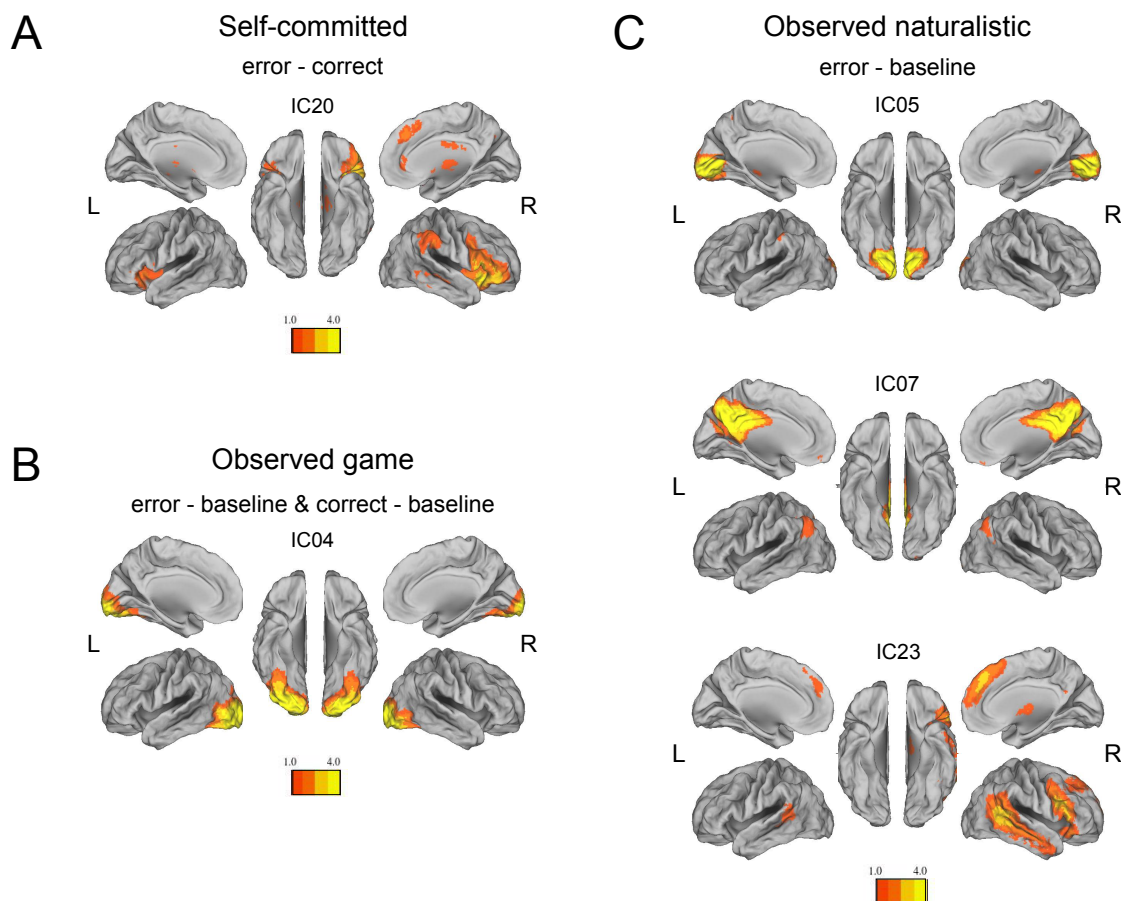 A
Self-committed
error - correct
IC20
L
R
1.0 4.0
B
Observed game
error - baseline & correct - baseline
IC04
L
R
1.0 4.0
C
Observed naturalistic
error - baseline
IC05
L
R
IC07
L
R
IC23
L
R
1.0 4.0